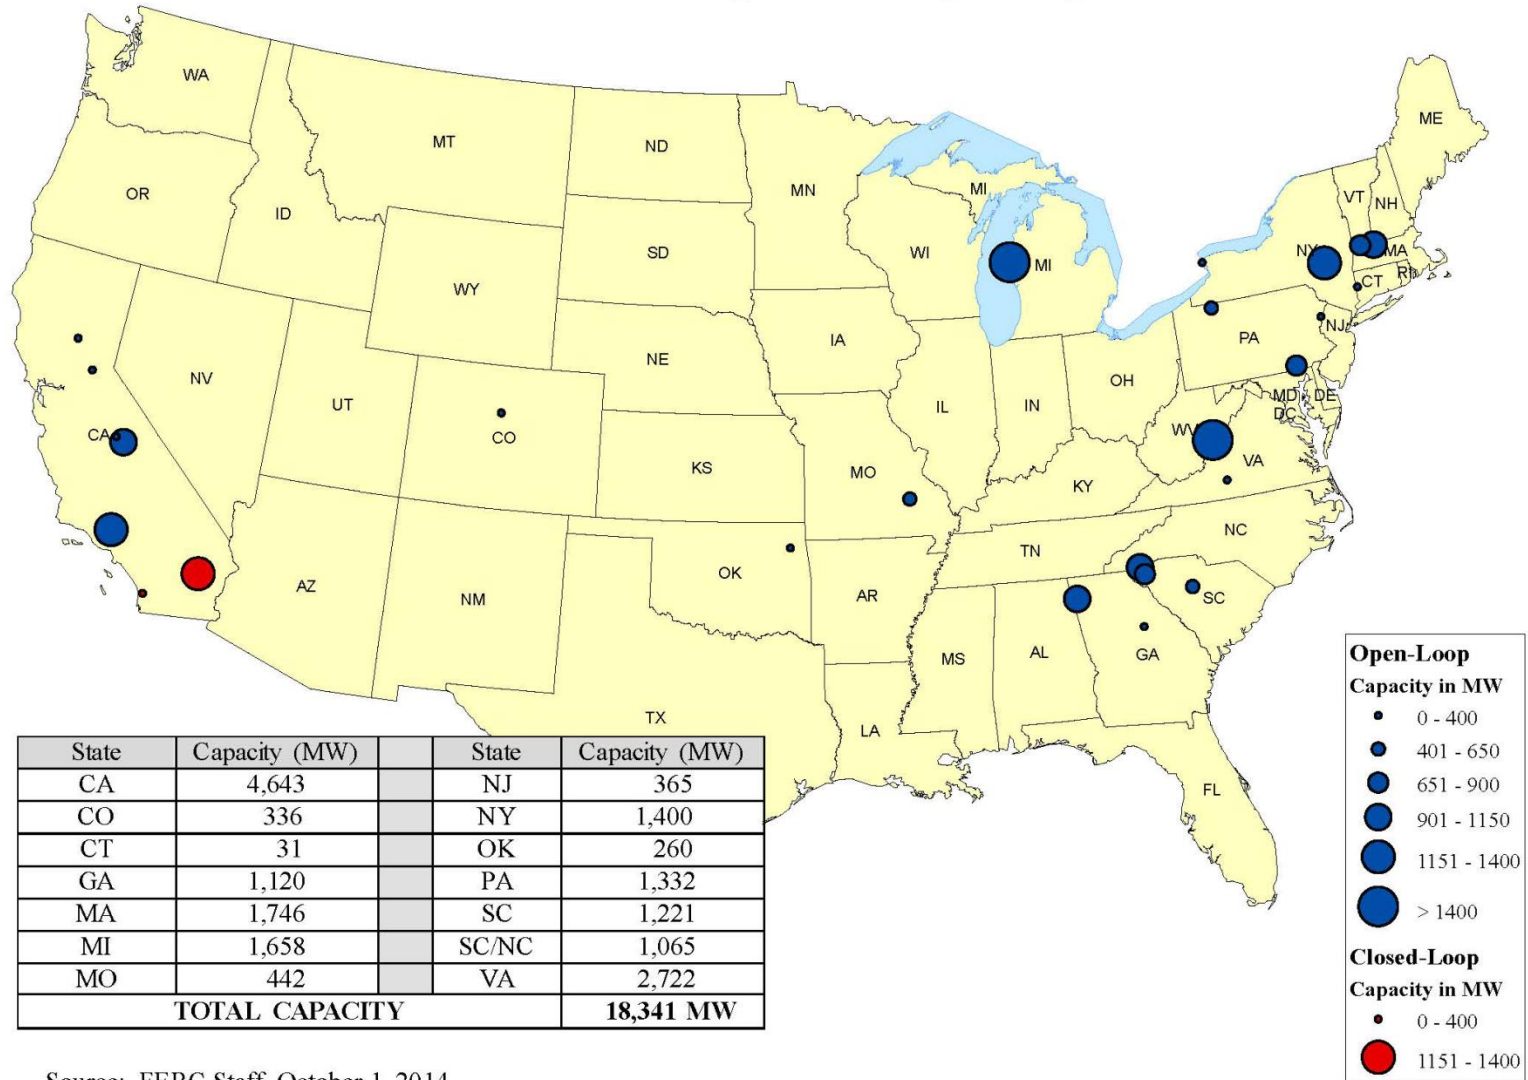 WA
MT
ND
MN
ME
OR
ID
SD
WI
MI
MI
VT
NH
NY
MA
CT
RI
WY
IA
NE
PA
NJ
NV
UT
CO
IL
IN
OH
MD
DE
DC
CA
KS
MO
WV
VA
KY
NC
TN
OK
AR
SC
AZ
NM
MS
AL
GA
TX
LA
FL
State Capacity (MW) State Capacity (MW)
CA 4,643 NJ 365
CO 336 NY 1,400
CT 31 OK 260
GA 1,120 PA 1,332
MA 1,746 SC 1,221
MI 1,658 SC/NC 1,065
MO 442 VA 2,722
TOTAL CAPACITY 18,341 MW
Open-Loop
Capacity in MW
0 - 400
401 - 650
651 - 900
901 - 1150
1151 - 1400
> 1400
Closed-Loop
Capacity in MW
0 - 400
1151 - 1400
Source: FERC Staff, October 1, 2014